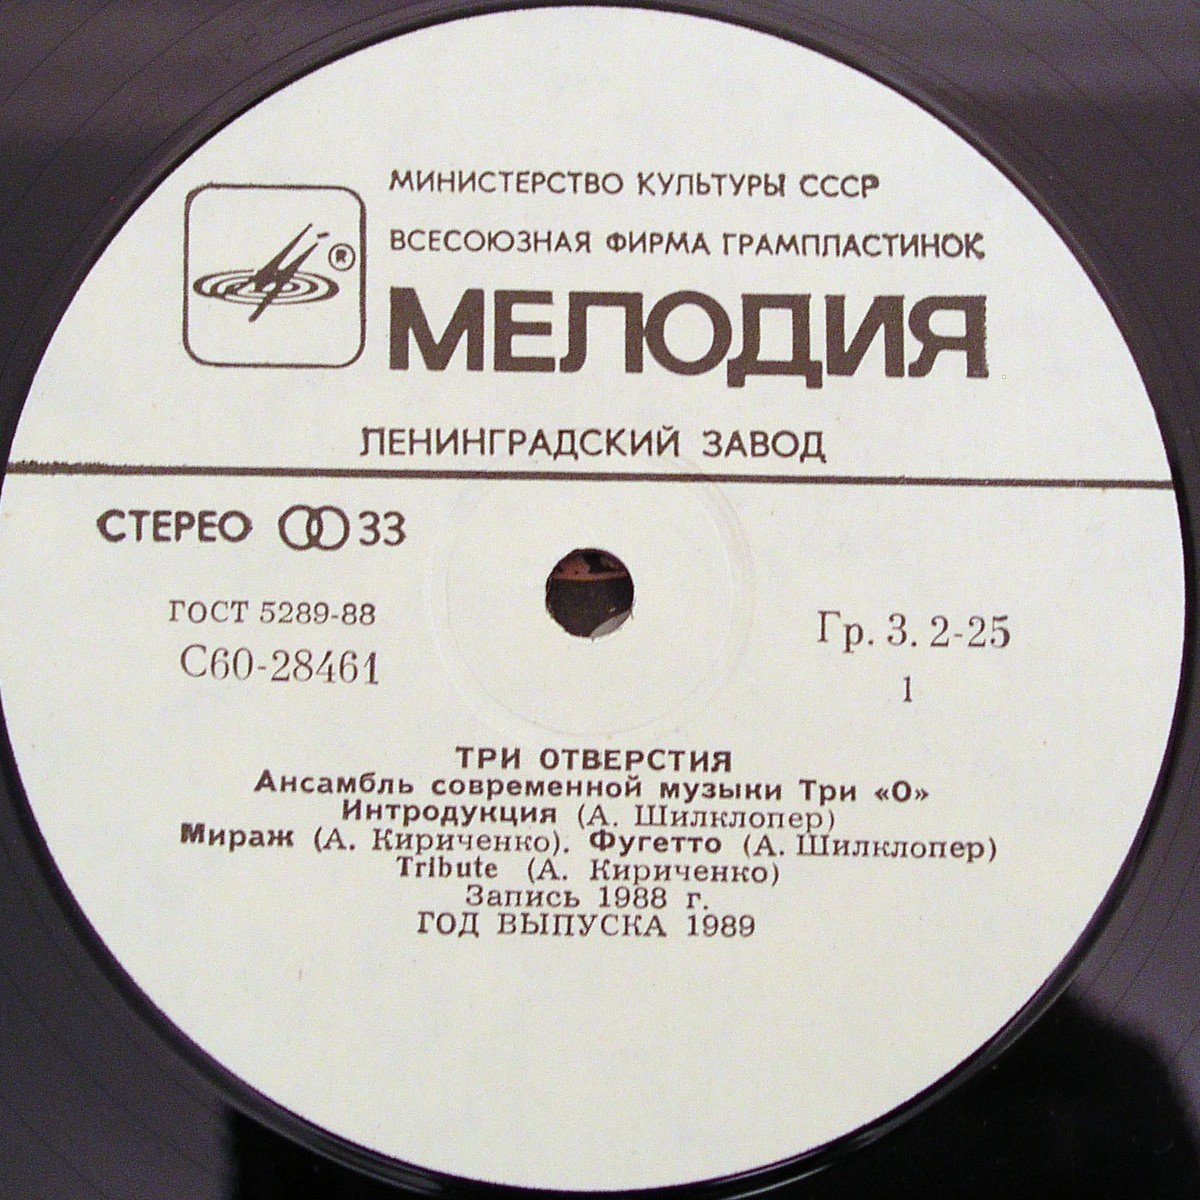 МИНИСТЕРСТВО КУЛЬТУРЫ СССР
ВСЕСОЮЗНАЯ ФИРМА ГРАМПЛАСТИНОК
®
МЕЛОДИЯ
ЛЕНИНГРАДСКИЙ ЗАВОД
СТЕРЕО 33
ГОСТ 5289-88
С60-28461
Гр. 3. 2-25
1
ТРИ ОТВЕРСТИЯ
Ансамбль современной музыки Три «О»
Интродукция (А. Шилклопер)
Мираж (А. Кириченко). Фугетто (А. Шилклопер)
Tribute (А. Кириченко)
Запись 1988 г.
ГОД ВЫПУСКА 1989